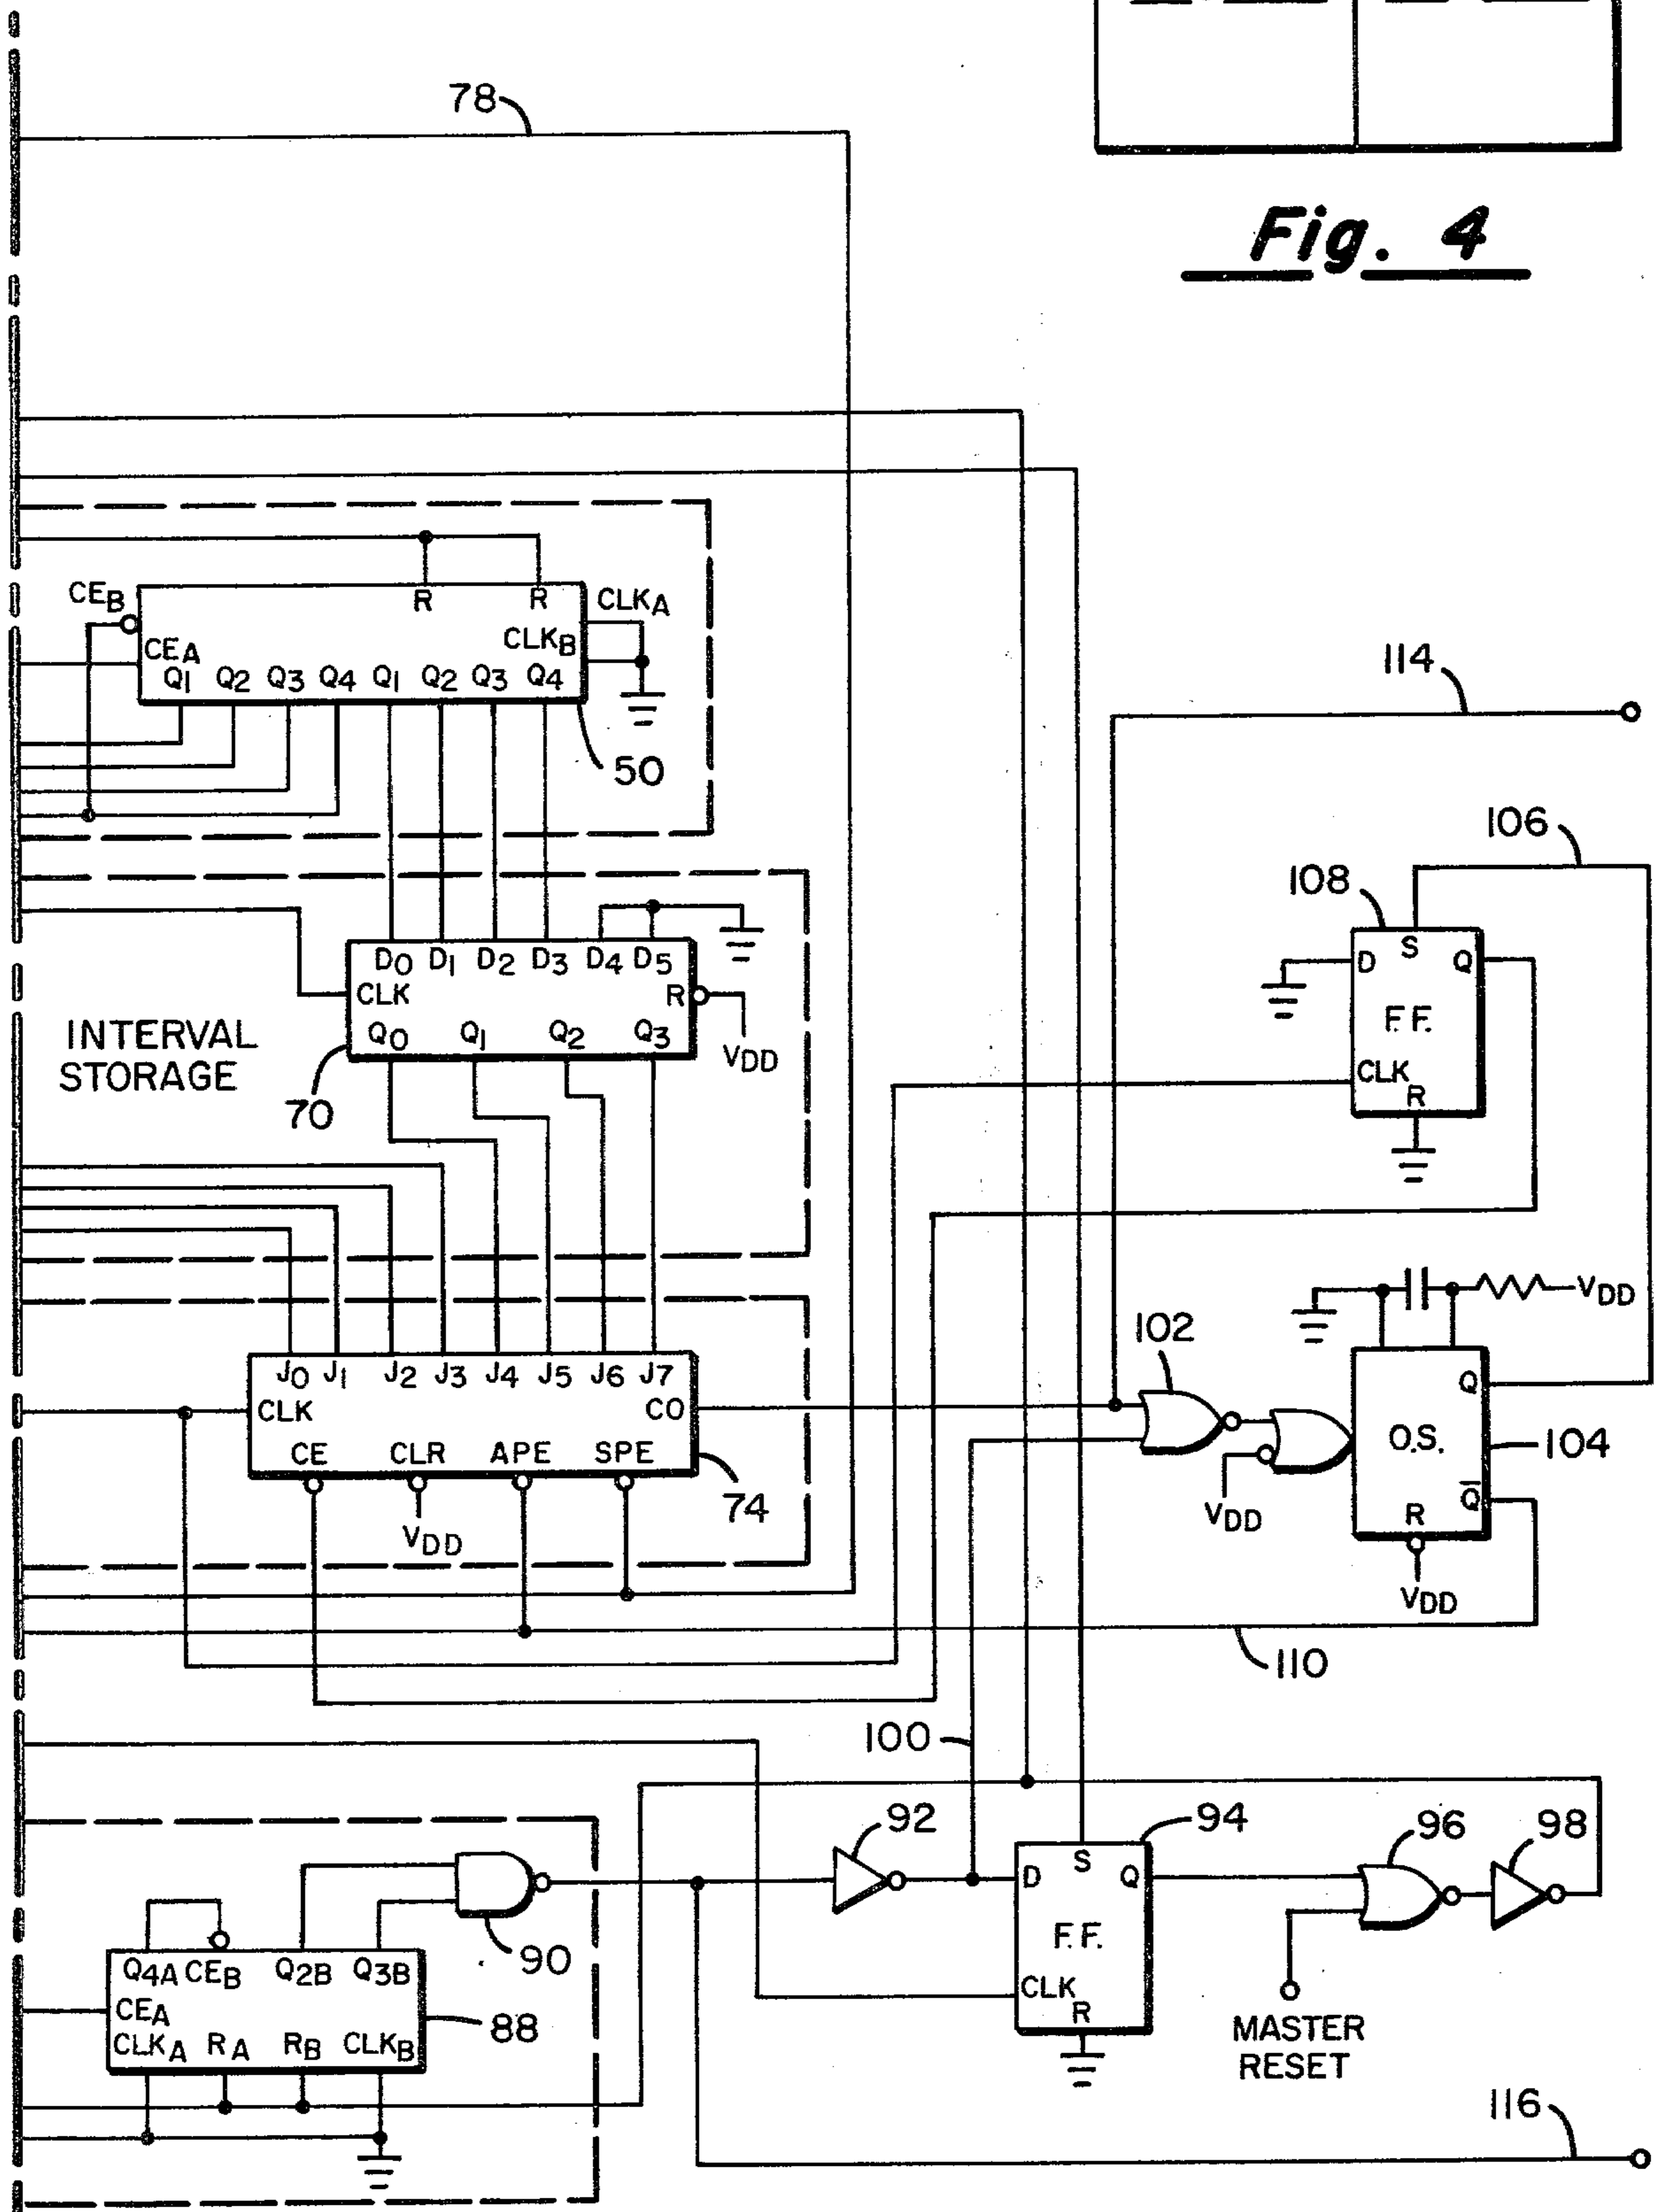 78
Fig. 4
CEB
R R
CLKA
CLKB
CEA
Q1 Q2 Q3 Q4 Q1 Q2 Q3 Q4
50
114
106
108
S
D Q
F.F.
CLK
R
D0 D1 D2 D3 D4 D5
CLK R
Q0 Q1 Q2 Q3
VDD
INTERVAL
STORAGE
70
VDD
102
J0 J1 J2 J3 J4 J5 J6 J7
CLK CO
CE CLR APE SPE
VDD
74
VDD
Q
O.S.
104
Q̅
R
VDD
110
100
92
94
96
98
S
D Q
F.F.
CLK
R
MASTER
RESET
90
Q4A CEB Q2B Q3B
CEA
CLKA RA RB CLKB
88
116